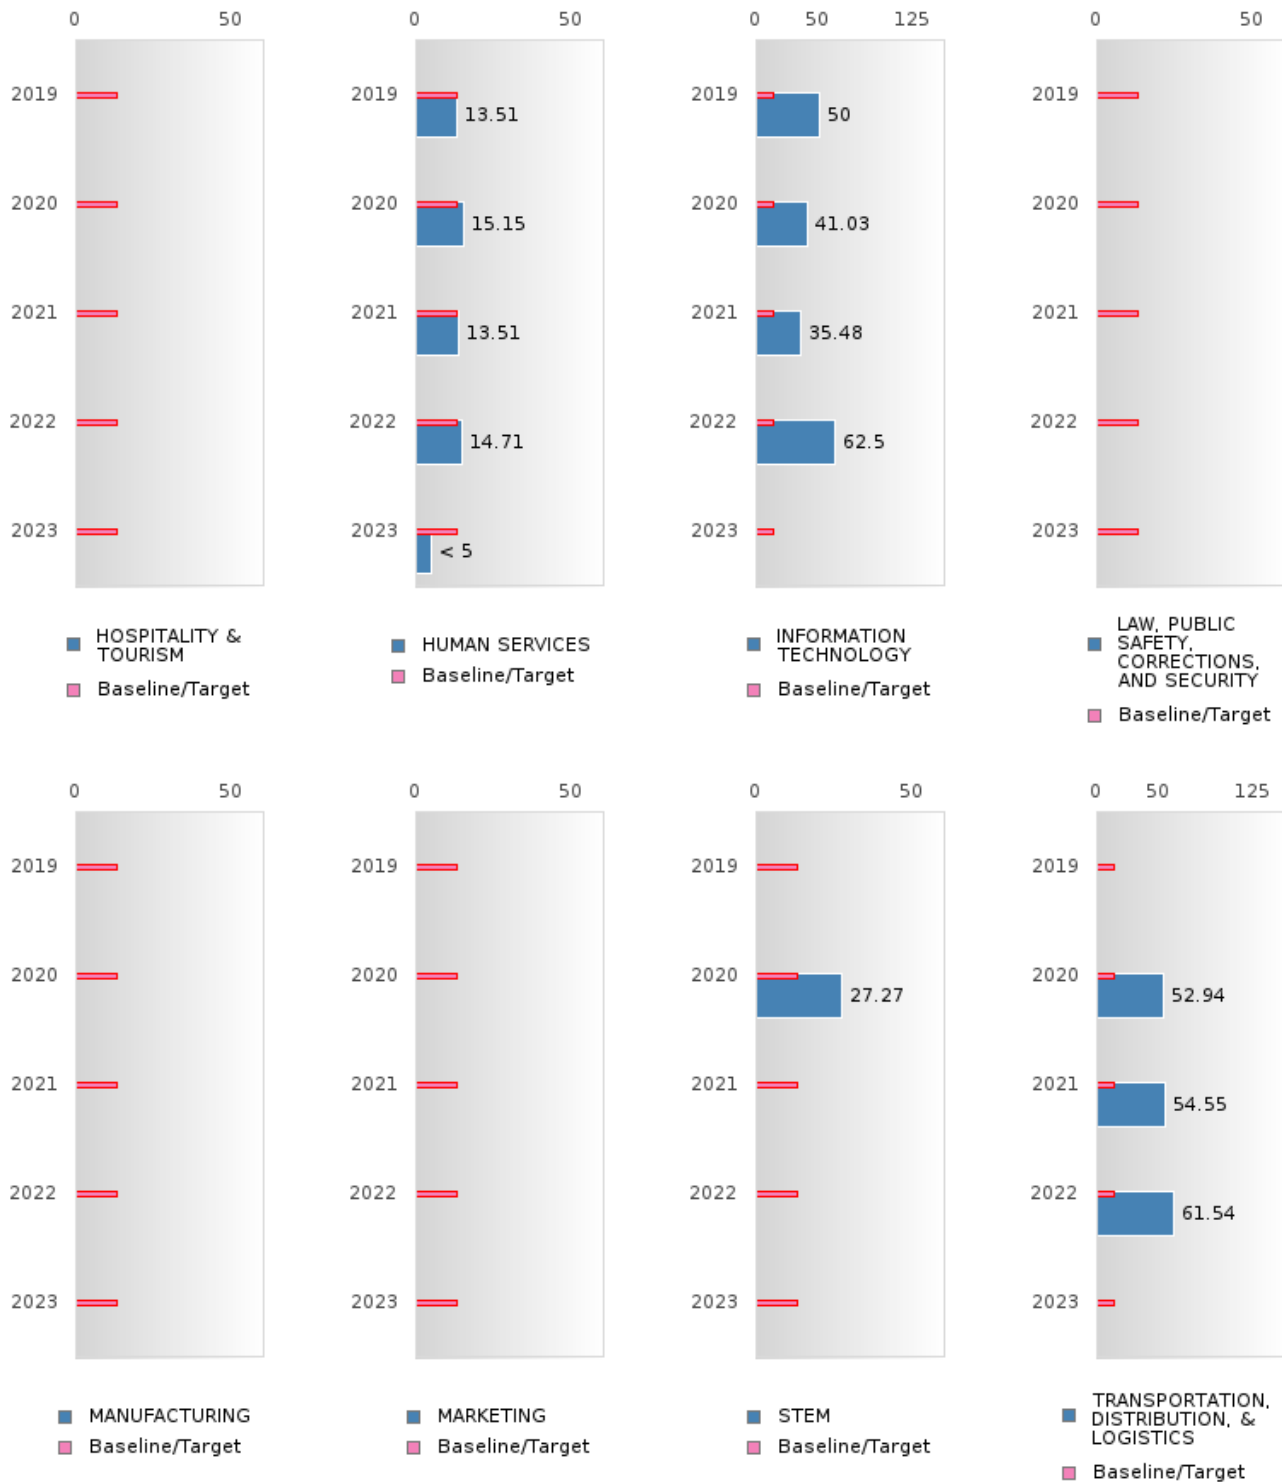 0 50
2019
2020
2021
2022
2023
HOSPITALITY &
TOURISM
Baseline/Target
0 50
2019
13.51
2020
15.15
2021
13.51
2022
14.71
2023
< 5
HUMAN SERVICES
Baseline/Target
0 50 125
2019
50
2020
41.03
2021
35.48
2022
62.5
2023
INFORMATION
TECHNOLOGY
Baseline/Target
0 50
2019
2020
2021
2022
2023
LAW, PUBLIC
SAFETY,
CORRECTIONS,
AND SECURITY
Baseline/Target
0 50
2019
2020
2021
2022
2023
MANUFACTURING
Baseline/Target
0 50
2019
2020
2021
2022
2023
MARKETING
Baseline/Target
0 50
2019
2020
27.27
2021
2022
2023
STEM
Baseline/Target
0 50 125
2019
2020
52.94
2021
54.55
2022
61.54
2023
TRANSPORTATION,
DISTRIBUTION, &
LOGISTICS
Baseline/Target